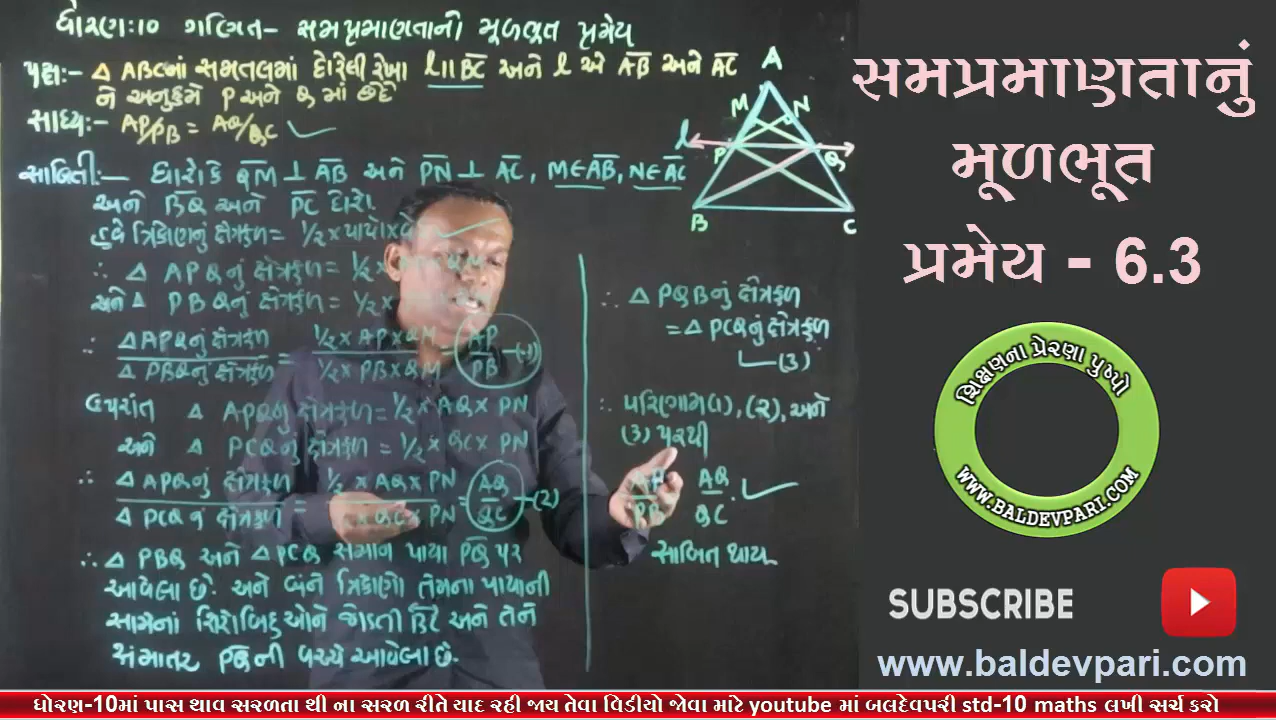 ધોરણ:10 ગણિત- સમપ્રમાણતાનો મૂળભૂત પ્રમેય
પક્ષ:- △ ABCનાં સમતલમાં દોરેલી રેખા l || BC અને l એ AB અને AC
ને અનુક્રમે P અને Q માં છેદે
સાધ્ય:- AP/PB = AQ/QC
સાબિતી:- ધારોકે QM ⊥ AB અને PN ⊥ AC, M∈AB, N∈AC
અને BQ અને PC દોરો.
હવે ત્રિકોણનું ક્ષેત્રફળ = 1/2 × પાયો × વે
∴ △ APQનું ક્ષેત્રફળ = 1/2 ×
અને △ PBQનું ક્ષેત્રફળ = 1/2 ×
∴ △APQનું ક્ષેત્રફળ / △PBQનું ક્ષેત્રફળ = 1/2 × AP × QM / 1/2 × PB × QM = AP/PB —(1)
ઉપરાંત △ APQનું ક્ષેત્રફળ = 1/2 × AQ × PN
અને △ PCQનું ક્ષેત્રફળ = 1/2 × QC × PN
∴ △APQનું ક્ષેત્રફળ / △PCQનું ક્ષેત્રફળ = 1/2 × AQ × PN / × QC × PN = AQ/QC —(2)
∴ △ PBQ અને △PCQ સમાન પાયા PQ પર
આવેલા છે. અને બંને ત્રિકોણો તેમના પાયાની
સામેનાં શિરોબિંદુઓને જોડતી રેખા અને તેને
સમાંતર PQની વચ્ચે આવેલા છે.
∴ △ PQBનું ક્ષેત્રફળ
= △ PCQનું ક્ષેત્રફળ
—(3)
∴ પરિણામ(1), (2), અને
(3) પરથી
AP/PB AQ/QC.
સાબિત થાય
A
M N
l P Q
B C
સમપ્રમાણતાનું
મૂળભૂત
પ્રમેય - 6.3
શિક્ષણના પ્રેરણા પુષ્પો
WWW.BALDEVPARI.COM
SUBSCRIBE
www.baldevpari.com
ધોરણ-10માં પાસ થાવ સરળતા થી ના સરળ રીતે યાદ રહી જાય તેવા વિડીયો જોવા માટે youtube માં બલદેવપરી std-10 maths લખી સર્ચ કરો